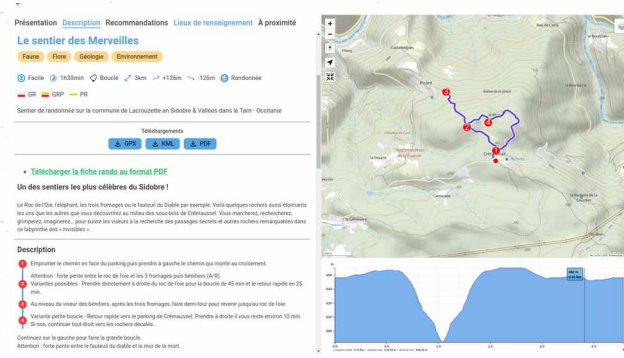 Présentation Description Recommandations Lieux de renseignement À proximité
Le sentier des Merveilles
Faune Flore Géologie Environnement
Facile 1h30min Boucle 3km +126m -126m Randonnée
GR GRP PR
Sentier de randonnée sur la commune de Lacrouzette en Sidobre & Vallées dans le Tarn - Occitanie
Téléchargements
GPX KML PDF
Télécharger la fiche rando au format PDF
Un des sentiers les plus célèbres du Sidobre !
Le Roc de l'Oie, l'éléphant, les trois fromages ou le fauteuil du Diable par exemple. Voilà quelques rochers aussi étonnants
les uns que les autres que vous découvrirez au milieu des sous-bois de Crémaussel. Vous marcherez, rechercherez,
grimperez, imaginerez.. pour suivre les viseurs à la recherche des passages secrets et autres rochers remarquables dans
ce labyrinthe des « invisibles ».
Description
1 Emprunter le chemin en face du parking puis prendre à gauche le chemin qui monte au croisement.
Attention : forte pente entre le roc de l'oie et les 3 fromages puis bénitiers (A/R).
2 Variantes possibles : Prendre directement à droite du roc de l'oie pour la boucle de 45 min et le retour rapide en 25
min.
3 Au niveau du viseur des bénitiers, après les trois fromages, faire demi-tour pour revenir jusqu'au roc de l'oie.
4 Variante petite boucle - Retour rapide vers le parking de Crémaussel. Prendre à droite il vous reste environ 10 min.
Si non, continuer tout droit vers les rochers décalés.
Continuez sur la gauche pour faire la grande boucle.
Attention : forte pente entre le fauteuil du diable et le mur de la mort.
+
-
3
2
4
1